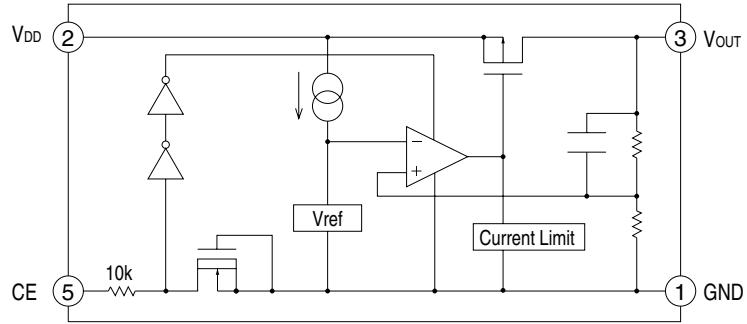 VDD 2 3 VOUT
−
+
Vref
Current Limit
10k
CE 5 1 GND